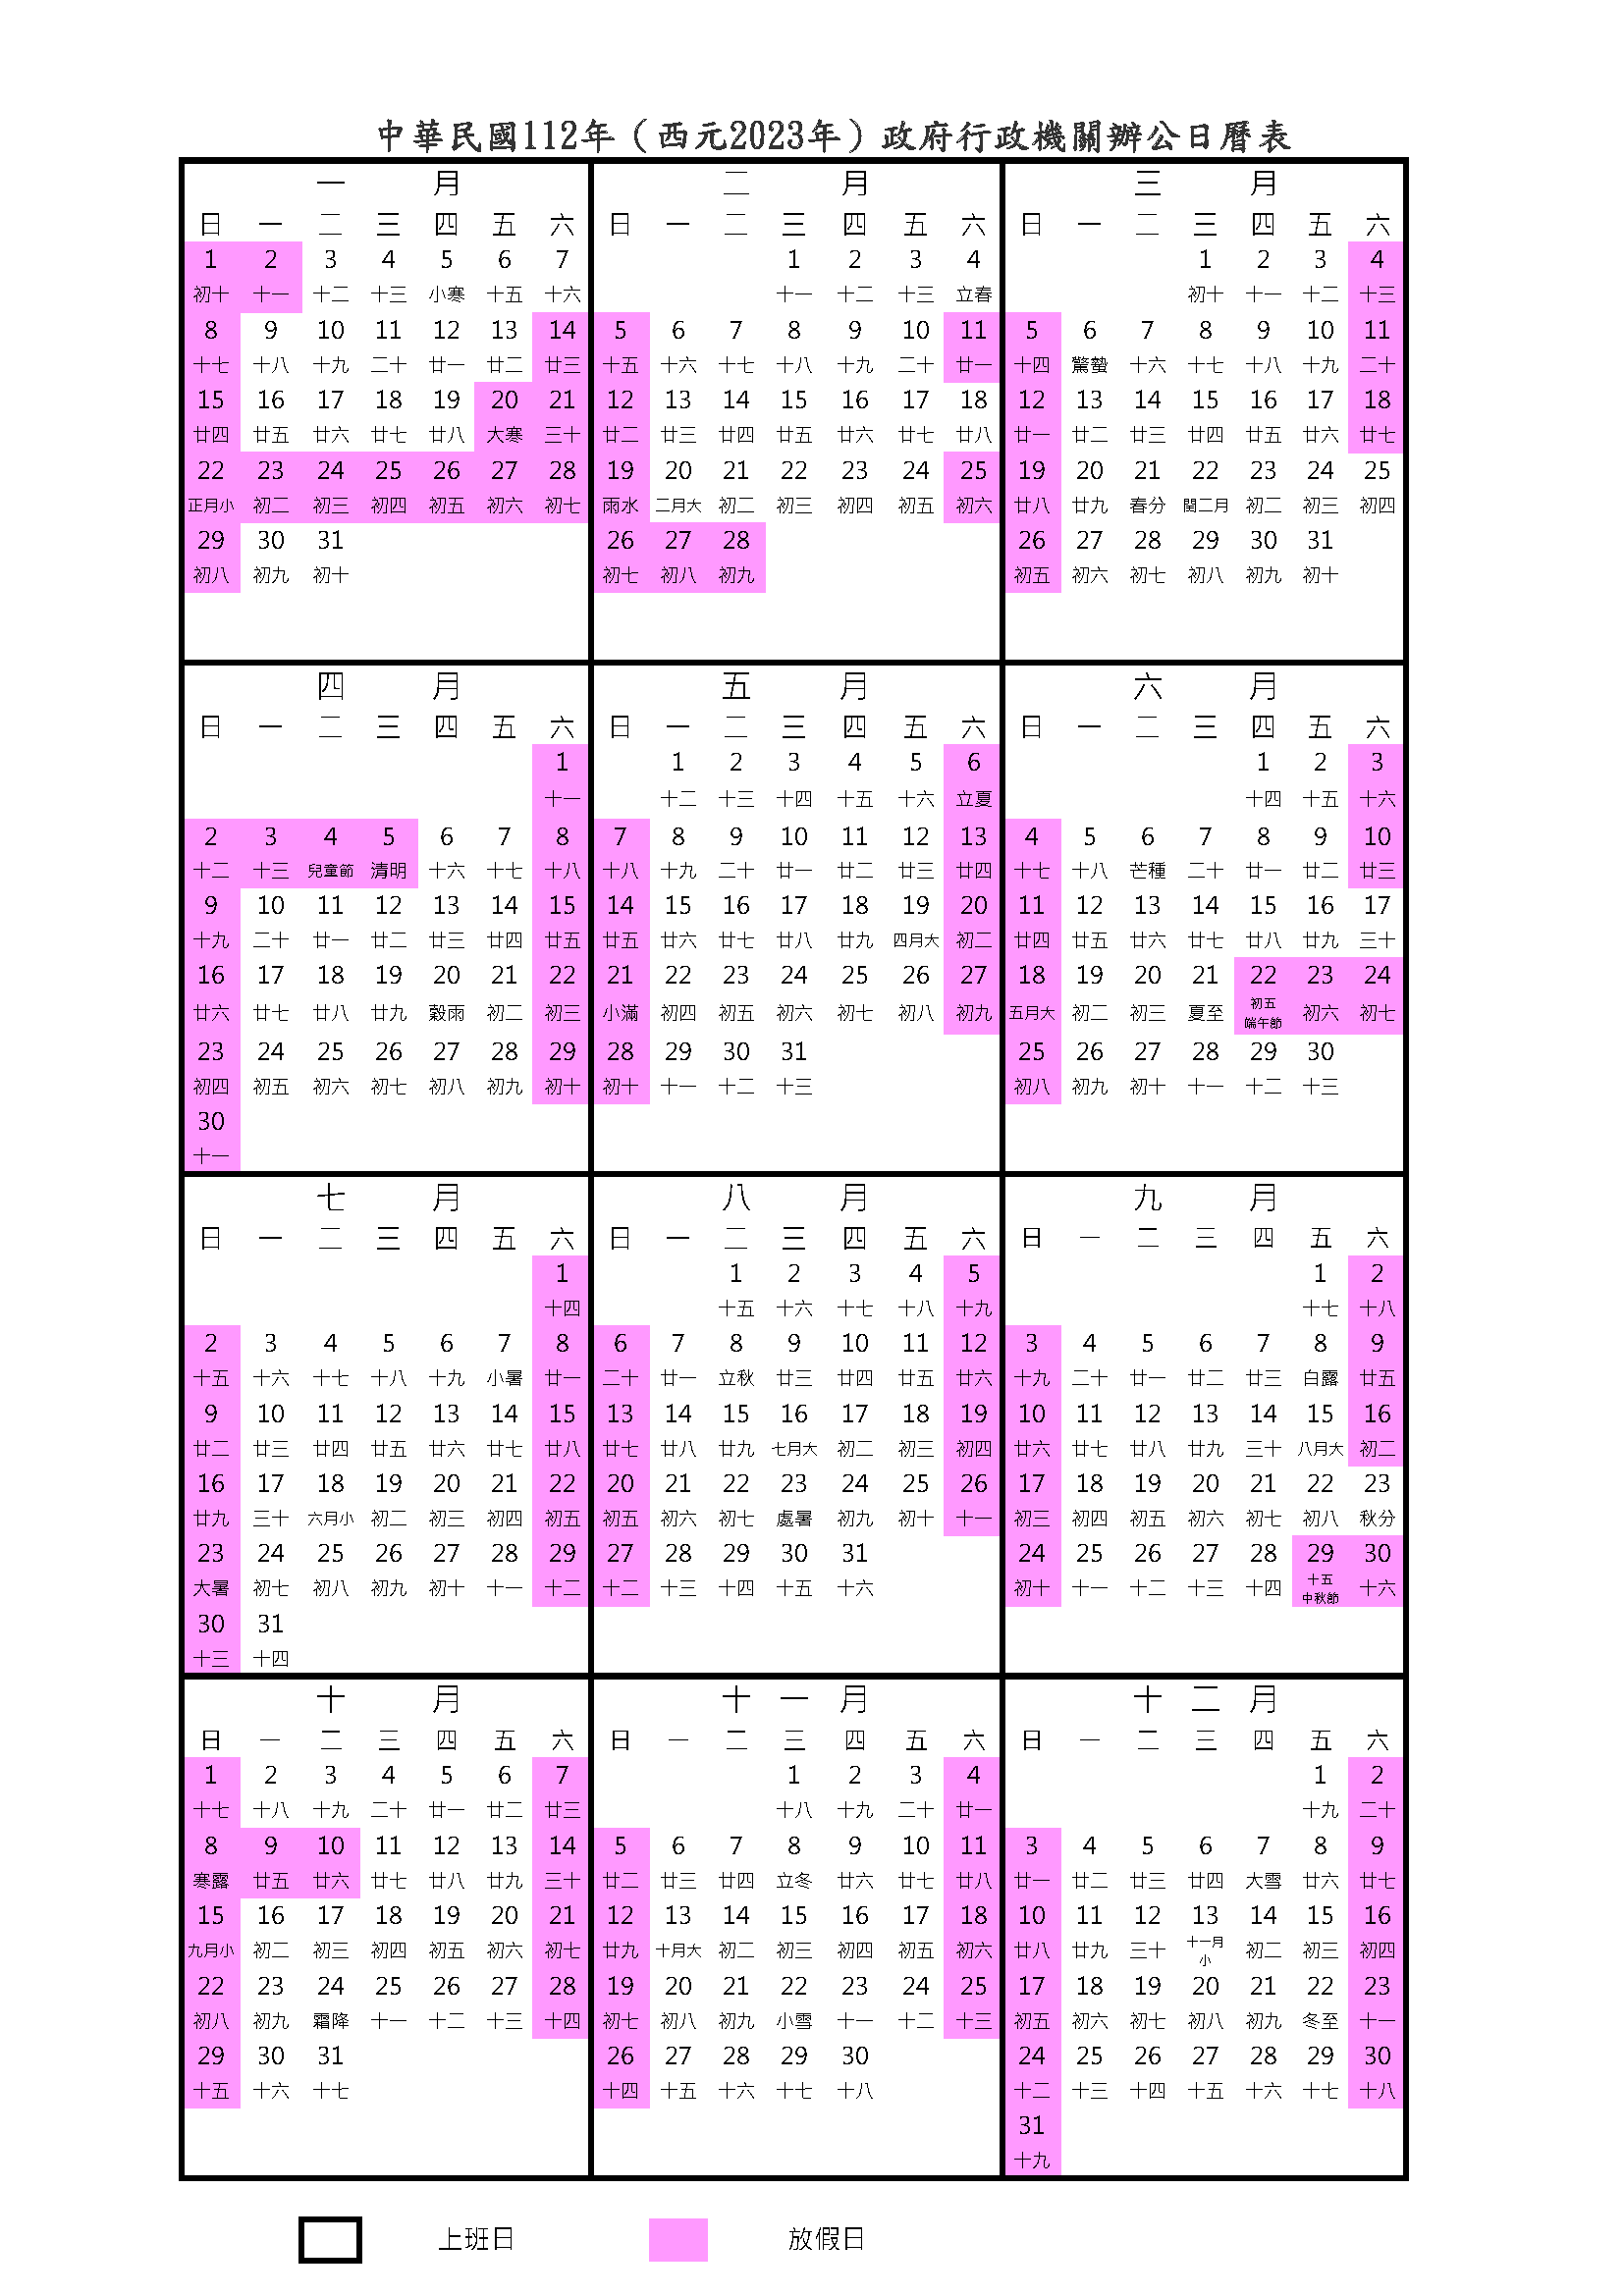 中華民國112年（西元2023年）政府行政機關辦公日曆表
一 月
日 一 二 三 四 五 六
1 2 3 4 5 6 7
初十 十一 十二 十三 小寒 十五 十六
8 9 10 11 12 13 14
十七 十八 十九 二十 廿一 廿二 廿三
15 16 17 18 19 20 21
廿四 廿五 廿六 廿七 廿八 大寒 三十
22 23 24 25 26 27 28
正月小 初二 初三 初四 初五 初六 初七
29 30 31
初八 初九 初十
二 月
日 一 二 三 四 五 六
1 2 3 4
十一 十二 十三 立春
5 6 7 8 9 10 11
十五 十六 十七 十八 十九 二十 廿一
12 13 14 15 16 17 18
廿二 廿三 廿四 廿五 廿六 廿七 廿八
19 20 21 22 23 24 25
雨水 二月大 初二 初三 初四 初五 初六
26 27 28
初七 初八 初九
三 月
日 一 二 三 四 五 六
1 2 3 4
初十 十一 十二 十三
5 6 7 8 9 10 11
十四 驚蟄 十六 十七 十八 十九 二十
12 13 14 15 16 17 18
廿一 廿二 廿三 廿四 廿五 廿六 廿七
19 20 21 22 23 24 25
廿八 廿九 春分 閏二月 初二 初三 初四
26 27 28 29 30 31
初五 初六 初七 初八 初九 初十
四 月
日 一 二 三 四 五 六
1
十一
2 3 4 5 6 7 8
十二 十三 兒童節 清明 十六 十七 十八
9 10 11 12 13 14 15
十九 二十 廿一 廿二 廿三 廿四 廿五
16 17 18 19 20 21 22
廿六 廿七 廿八 廿九 穀雨 初二 初三
23 24 25 26 27 28 29
初四 初五 初六 初七 初八 初九 初十
30
十一
五 月
日 一 二 三 四 五 六
1 2 3 4 5 6
十二 十三 十四 十五 十六 立夏
7 8 9 10 11 12 13
十八 十九 二十 廿一 廿二 廿三 廿四
14 15 16 17 18 19 20
廿五 廿六 廿七 廿八 廿九 四月大 初二
21 22 23 24 25 26 27
小滿 初四 初五 初六 初七 初八 初九
28 29 30 31
初十 十一 十二 十三
六 月
日 一 二 三 四 五 六
1 2 3
十四 十五 十六
4 5 6 7 8 9 10
十七 十八 芒種 二十 廿一 廿二 廿三
11 12 13 14 15 16 17
廿四 廿五 廿六 廿七 廿八 廿九 三十
18 19 20 21 22 23 24
五月大 初二 初三 夏至 初五 端午節 初六 初七
25 26 27 28 29 30
初八 初九 初十 十一 十二 十三
七 月
日 一 二 三 四 五 六
1
十四
2 3 4 5 6 7 8
十五 十六 十七 十八 十九 小暑 廿一
9 10 11 12 13 14 15
廿二 廿三 廿四 廿五 廿六 廿七 廿八
16 17 18 19 20 21 22
廿九 三十 六月小 初二 初三 初四 初五
23 24 25 26 27 28 29
大暑 初七 初八 初九 初十 十一 十二
30 31
十三 十四
八 月
日 一 二 三 四 五 六
1 2 3 4 5
十五 十六 十七 十八 十九
6 7 8 9 10 11 12
二十 廿一 立秋 廿三 廿四 廿五 廿六
13 14 15 16 17 18 19
廿七 廿八 廿九 七月大 初二 初三 初四
20 21 22 23 24 25 26
初五 初六 初七 處暑 初九 初十 十一
27 28 29 30 31
十二 十三 十四 十五 十六
九 月
日 一 二 三 四 五 六
1 2
十七 十八
3 4 5 6 7 8 9
十九 二十 廿一 廿二 廿三 白露 廿五
10 11 12 13 14 15 16
廿六 廿七 廿八 廿九 三十 八月大 初二
17 18 19 20 21 22 23
初三 初四 初五 初六 初七 初八 秋分
24 25 26 27 28 29 30
初十 十一 十二 十三 十四 十五 中秋節 十六
十 月
日 一 二 三 四 五 六
1 2 3 4 5 6 7
十七 十八 十九 二十 廿一 廿二 廿三
8 9 10 11 12 13 14
寒露 廿五 廿六 廿七 廿八 廿九 三十
15 16 17 18 19 20 21
九月小 初二 初三 初四 初五 初六 初七
22 23 24 25 26 27 28
初八 初九 霜降 十一 十二 十三 十四
29 30 31
十五 十六 十七
十 一 月
日 一 二 三 四 五 六
1 2 3 4
十八 十九 二十 廿一
5 6 7 8 9 10 11
廿二 廿三 廿四 立冬 廿六 廿七 廿八
12 13 14 15 16 17 18
廿九 十月大 初二 初三 初四 初五 初六
19 20 21 22 23 24 25
初七 初八 初九 小雪 十一 十二 十三
26 27 28 29 30
十四 十五 十六 十七 十八
十 二 月
日 一 二 三 四 五 六
1 2
十九 二十
3 4 5 6 7 8 9
廿一 廿二 廿三 廿四 大雪 廿六 廿七
10 11 12 13 14 15 16
廿八 廿九 三十 十一月小 初二 初三 初四
17 18 19 20 21 22 23
初五 初六 初七 初八 初九 冬至 十一
24 25 26 27 28 29 30
十二 十三 十四 十五 十六 十七 十八
31
十九
上班日 放假日